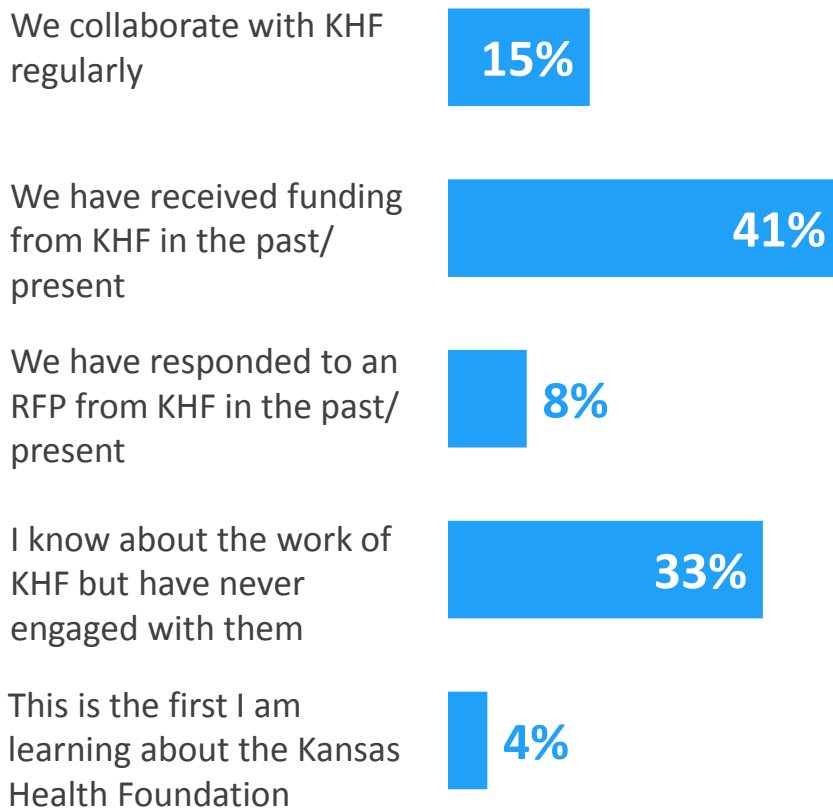 We collaborate with KHF
regularly
15%
We have received funding
from KHF in the past/
present
41%
We have responded to an
RFP from KHF in the past/
present
8%
I know about the work of
KHF but have never
engaged with them
33%
This is the first I am
learning about the Kansas
Health Foundation
4%